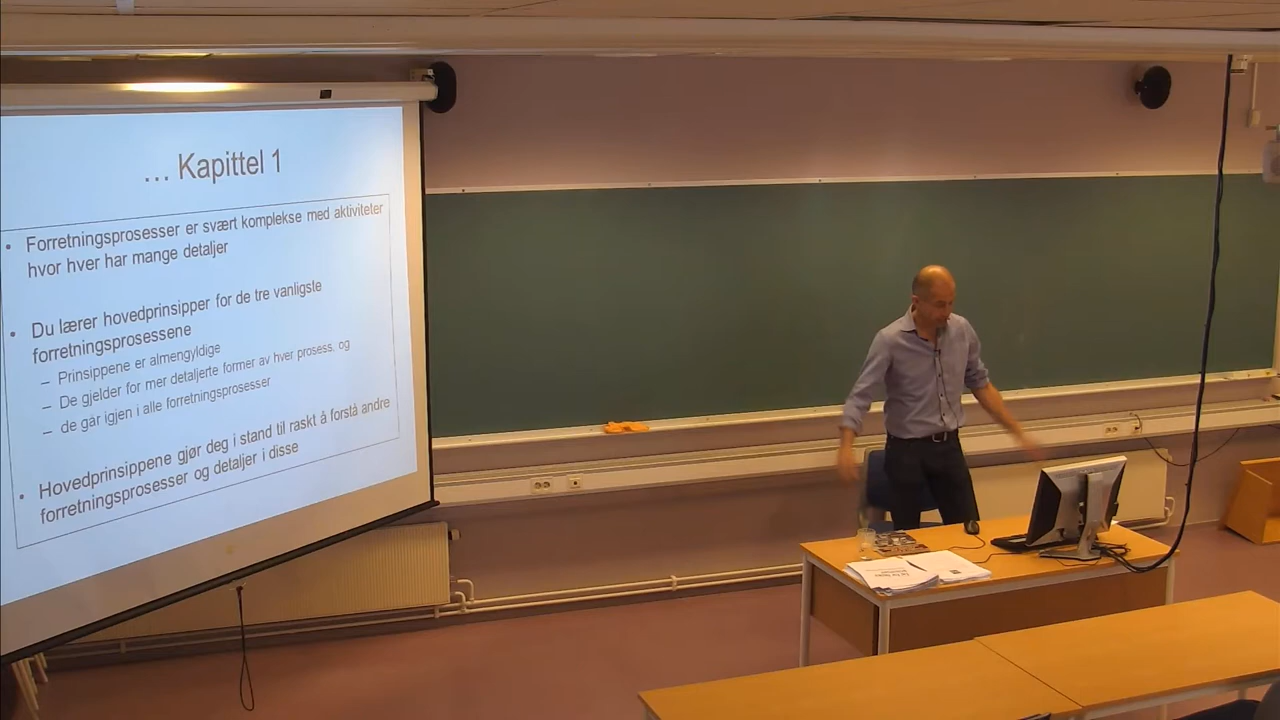 ... Kapittel 1
• Forretningsprosesser er svært komplekse med aktiviteter
hvor hver har mange detaljer
• Du lærer hovedprinsipper for de tre vanligste
forretningsprosessene
– Prinsippene er almengyldige
– De gjelder for mer detaljerte former av hver prosess, og
– de går igjen i alle forretningsprosesser
• Hovedprinsippene gjør deg i stand til raskt å forstå andre
forretningsprosesser og detaljer i disse